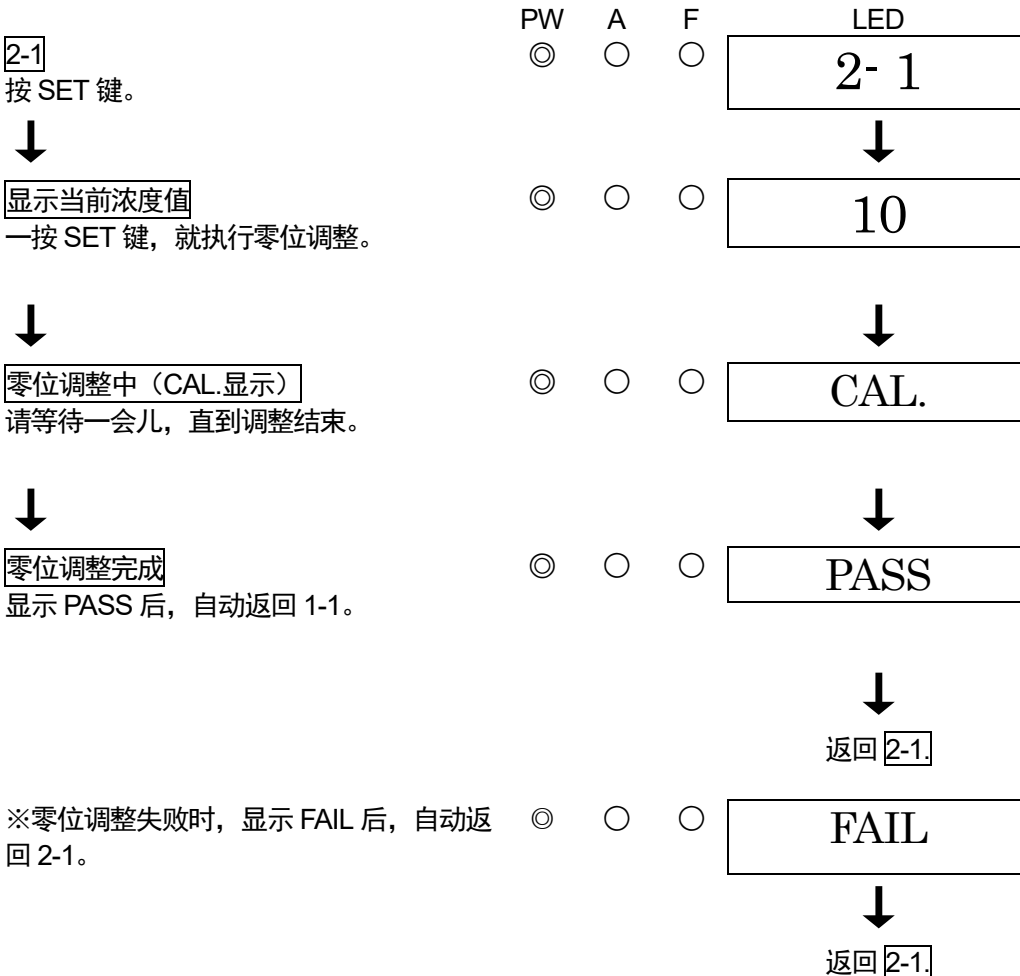 PW A F LED
2-1 ◎ ○ ○ 2- 1
按 SET 键。
↓ ↓
显示当前浓度值 ◎ ○ ○ 10
一按 SET 键，就执行零位调整。
↓ ↓
零位调整中（CAL.显示） ◎ ○ ○ CAL.
请等待一会儿，直到调整结束。
↓ ↓
零位调整完成 ◎ ○ ○ PASS
显示 PASS 后，自动返回 1-1。
↓
返回 2-1.
※零位调整失败时，显示 FAIL 后，自动返 ◎ ○ ○ FAIL
回 2-1。
↓
返回 2-1.